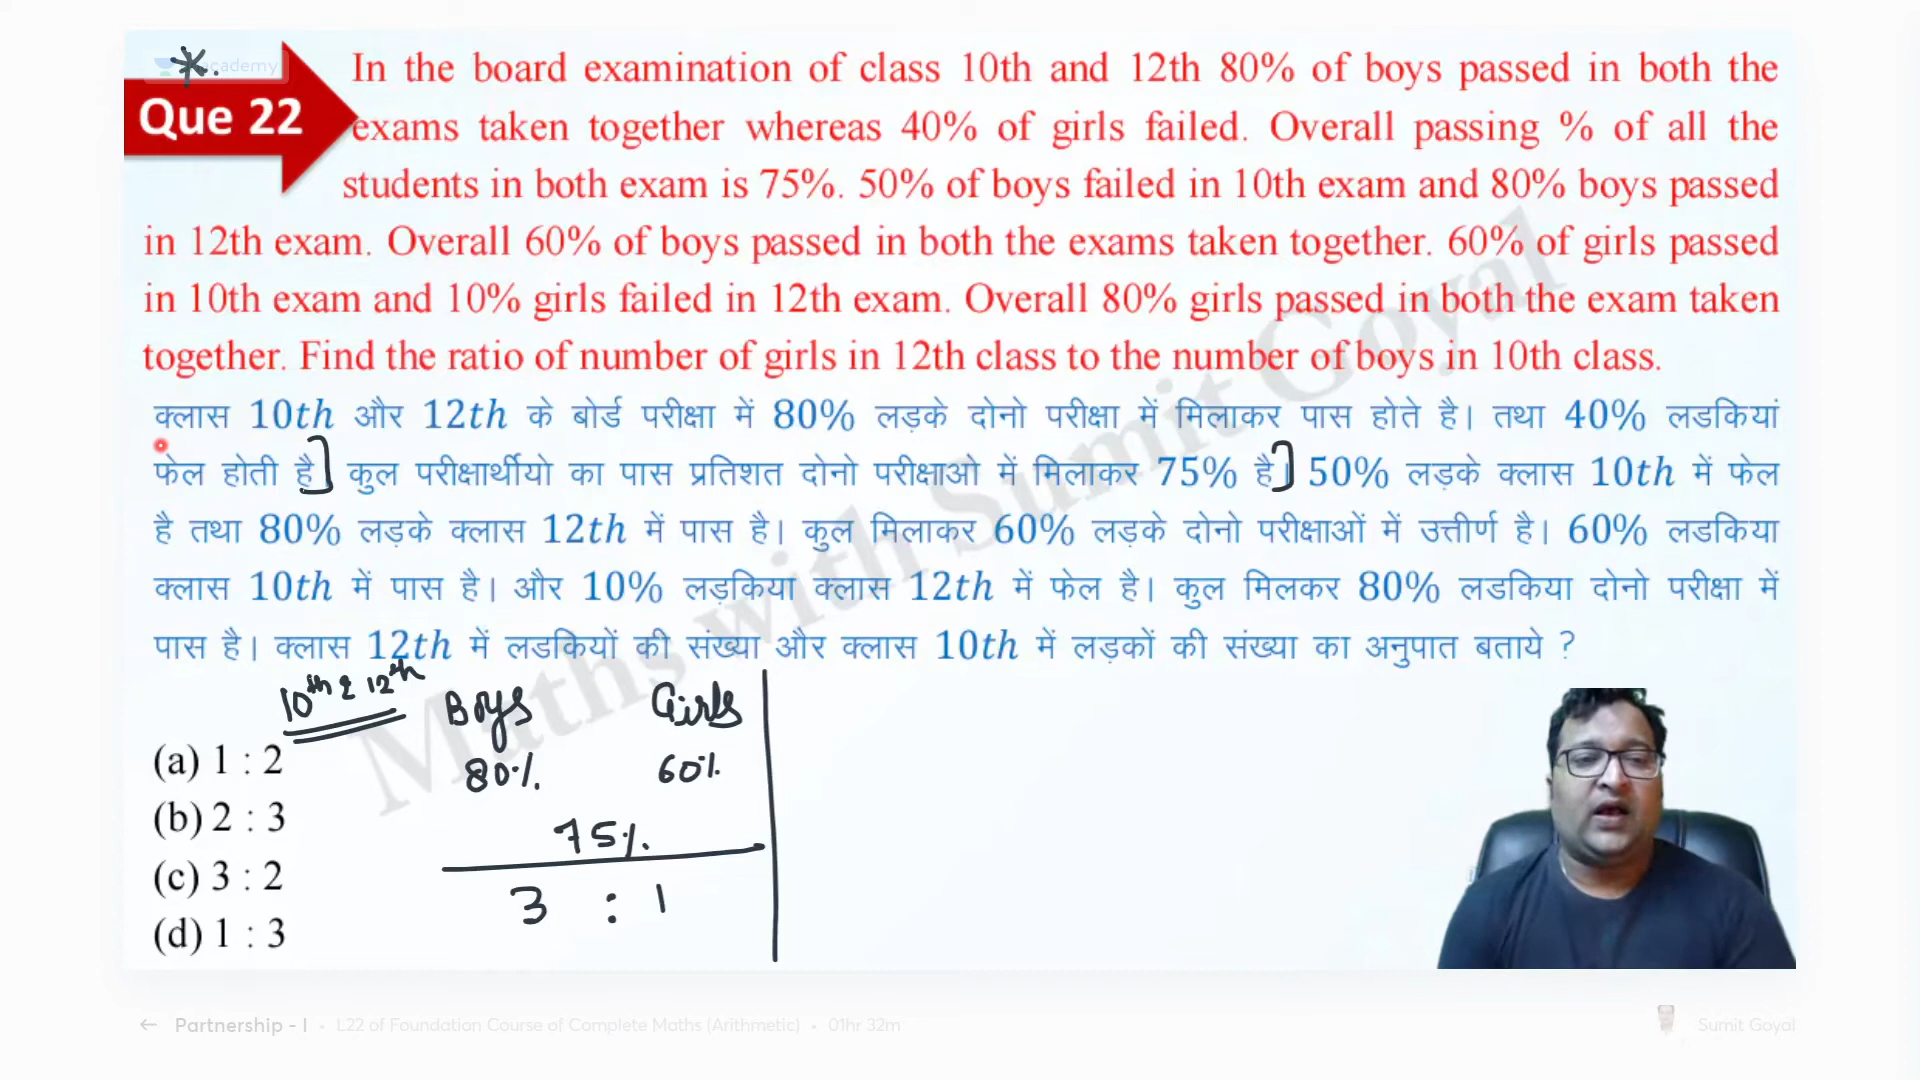 academy
Que 22
In the board examination of class 10th and 12th 80% of boys passed in both the
exams taken together whereas 40% of girls failed. Overall passing % of all the
students in both exam is 75%. 50% of boys failed in 10th exam and 80% boys passed
in 12th exam. Overall 60% of boys passed in both the exams taken together. 60% of girls passed
in 10th exam and 10% girls failed in 12th exam. Overall 80% girls passed in both the exam taken
together. Find the ratio of number of girls in 12th class to the number of boys in 10th class.
क्लास 10th और 12th के बोर्ड परीक्षा में 80% लड़के दोनो परीक्षा में मिलाकर पास होते है। तथा 40% लडकियां
फेल होती है। कुल परीक्षार्थीयो का पास प्रतिशत दोनो परीक्षाओ में मिलाकर 75% है। 50% लड़के क्लास 10th में फेल
है तथा 80% लड़के क्लास 12th में पास है। कुल मिलाकर 60% लड़के दोनो परीक्षाओं में उत्तीर्ण है। 60% लडकिया
क्लास 10th में पास है। और 10% लड़किया क्लास 12th में फेल है। कुल मिलकर 80% लडकिया दोनो परीक्षा में
पास है। क्लास 12th में लडकियों की संख्या और क्लास 10th में लड़कों की संख्या का अनुपात बताये ?
Maths with Sumit Goyal
10th & 12th Boys Girls
80% 60%
75%
3 : 1
(a) 1 : 2
(b) 2 : 3
(c) 3 : 2
(d) 1 : 3
← Partnership - I • L22 of Foundation Course of Complete Maths (Arithmetic) • 01hr 32m Sumit Goyal